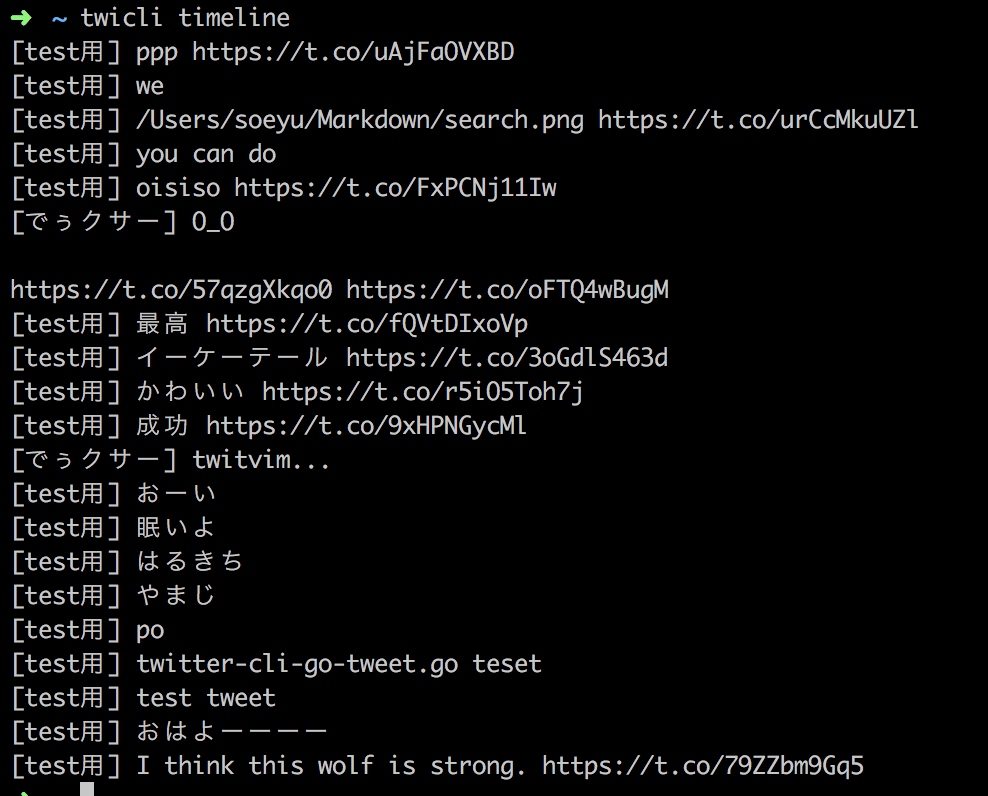 ➜ ~ twicli timeline
[test用] ppp https://t.co/uAjFaOVXBD
[test用] we
[test用] /Users/soeyu/Markdown/search.png https://t.co/urCcMkuUZl
[test用] you can do
[test用] oisiso https://t.co/FxPCNj11Iw
[でぅクサー] 0_0
https://t.co/57qzgXkqo0 https://t.co/oFTQ4wBugM
[test用] 最高 https://t.co/fQVtDIxoVp
[test用] イーケーテール https://t.co/3oGdlS463d
[test用] かわいい https://t.co/r5iO5Toh7j
[test用] 成功 https://t.co/9xHPNGycMl
[でぅクサー] twitvim...
[test用] おーい
[test用] 眠いよ
[test用] はるきち
[test用] やまじ
[test用] po
[test用] twitter-cli-go-tweet.go teset
[test用] test tweet
[test用] おはよーーーー
[test用] I think this wolf is strong. https://t.co/79ZZbm9Gq5